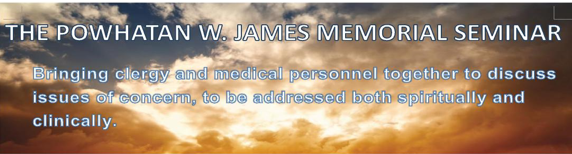 THE POWHATAN W. JAMES MEMORIAL SEMINAR
Bringing clergy and medical personnel together to discuss
issues of concern, to be addressed both spiritually and
clinically.